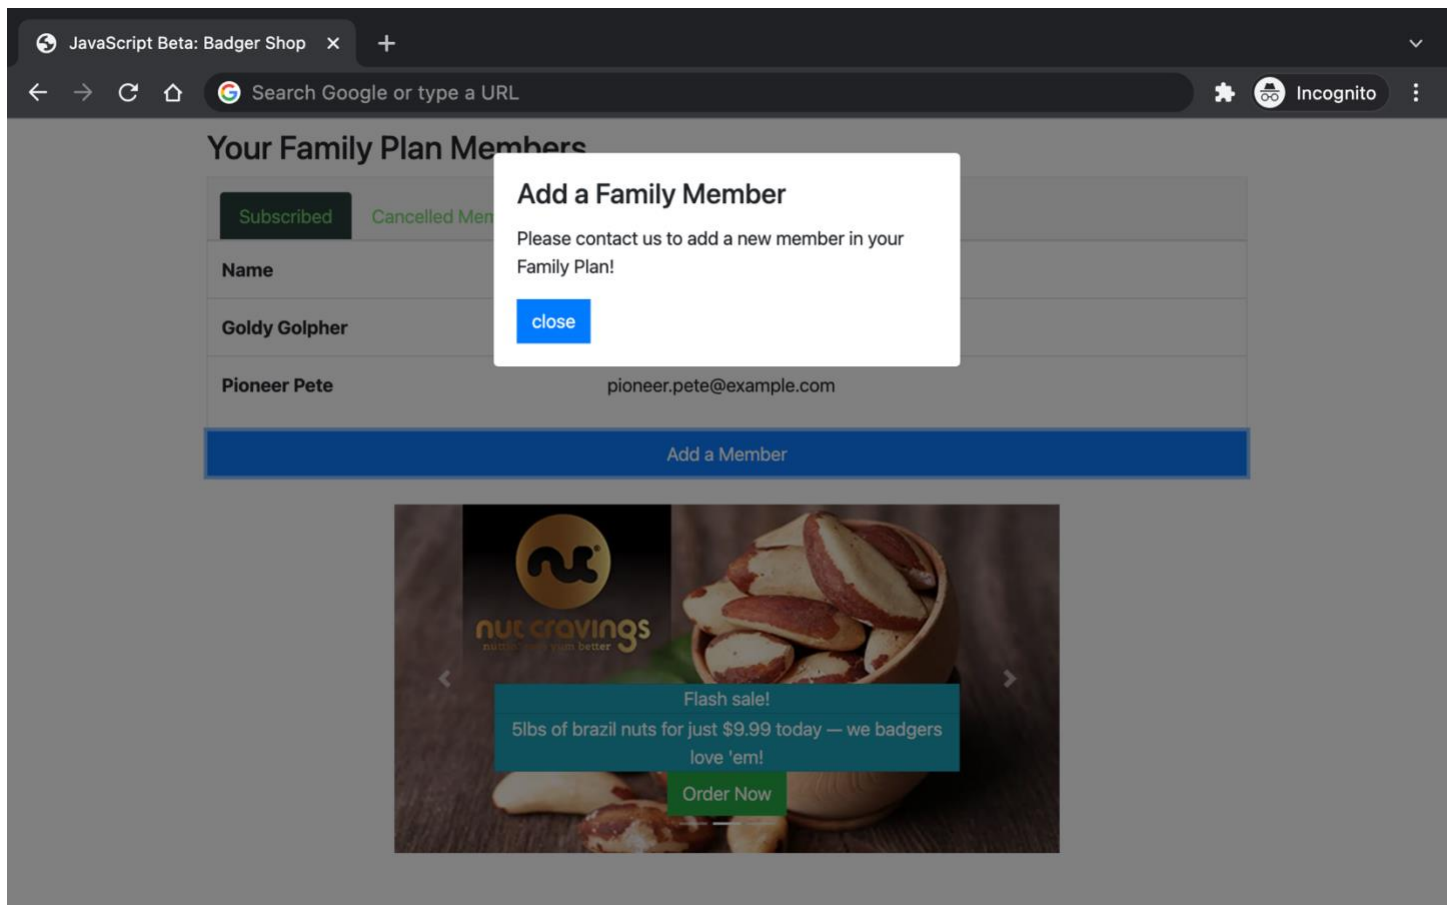 JavaScript Beta: Badger Shop
Search Google or type a URL
Incognito
Your Family Plan Members
Add a Family Member
Please contact us to add a new member in your
Family Plan!
close
Subscribed
Cancelled Mem
Name
Goldy Golpher
Pioneer Pete pioneer.pete@example.com
Add a Member
nut cravings
better
Flash sale!
5lbs of brazil nuts for just $9.99 today — we badgers
love 'em!
Order Now